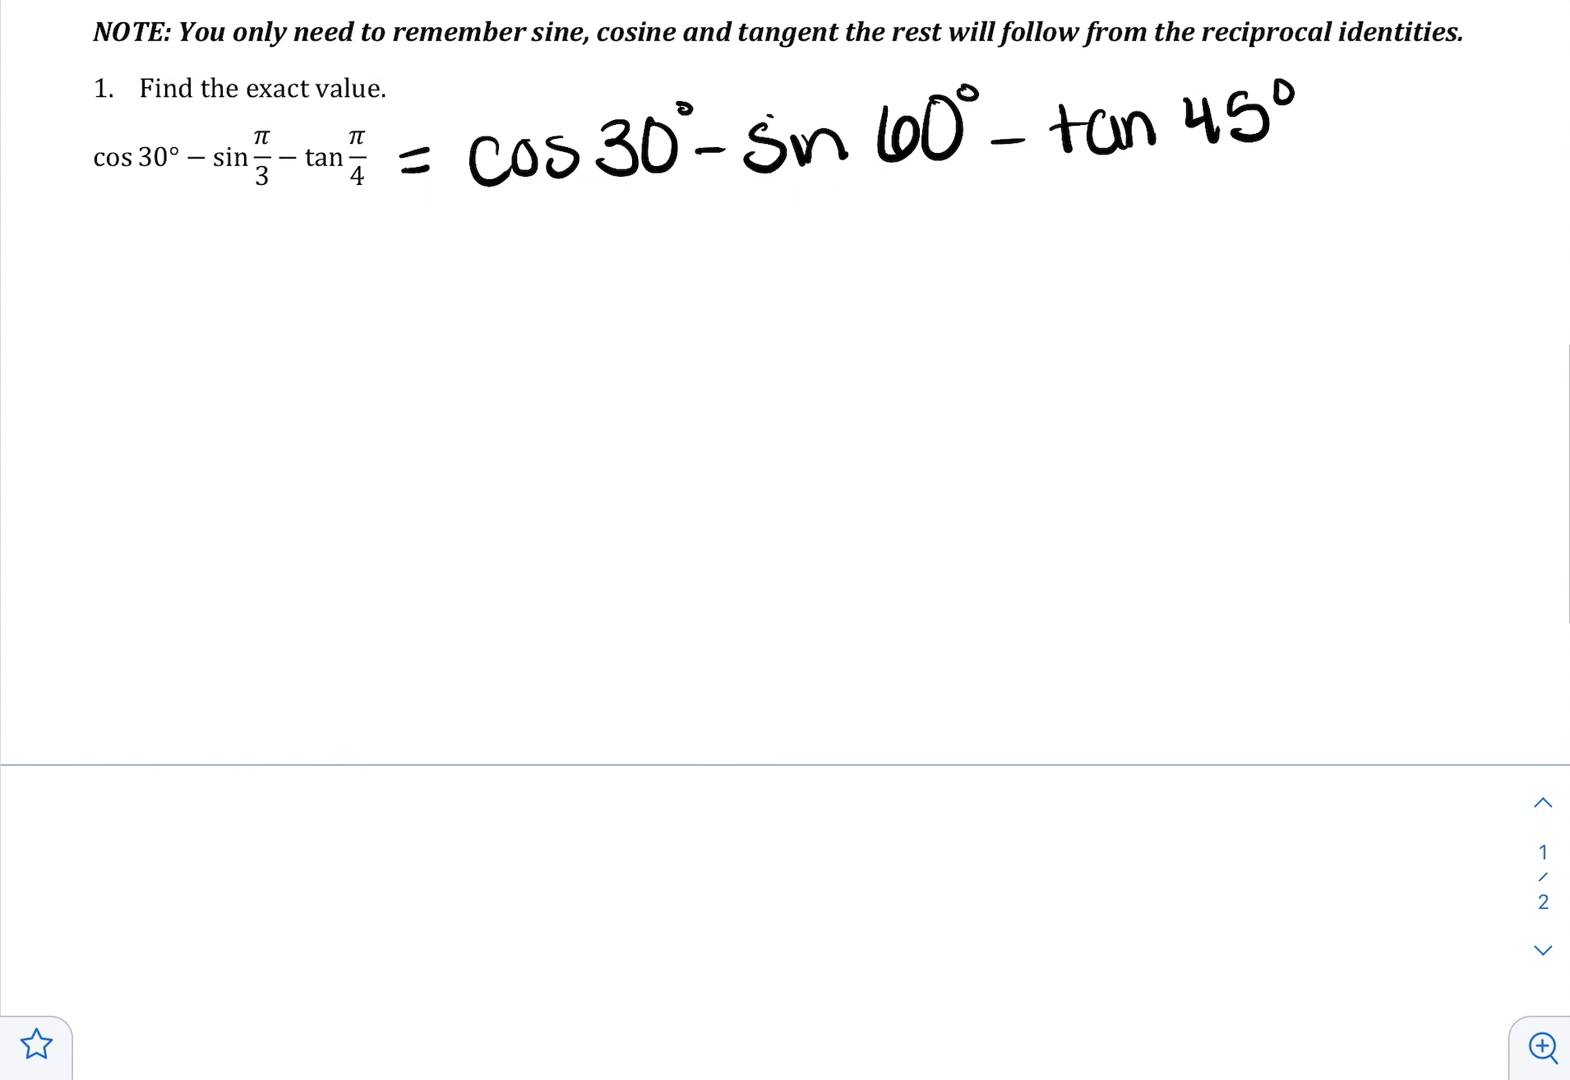 NOTE: You only need to remember sine, cosine and tangent the rest will follow from the reciprocal identities.
1. Find the exact value.
cos 30° − sin π/3 − tan π/4 = cos 30° − sin 60° − tan 45°
1
/
2